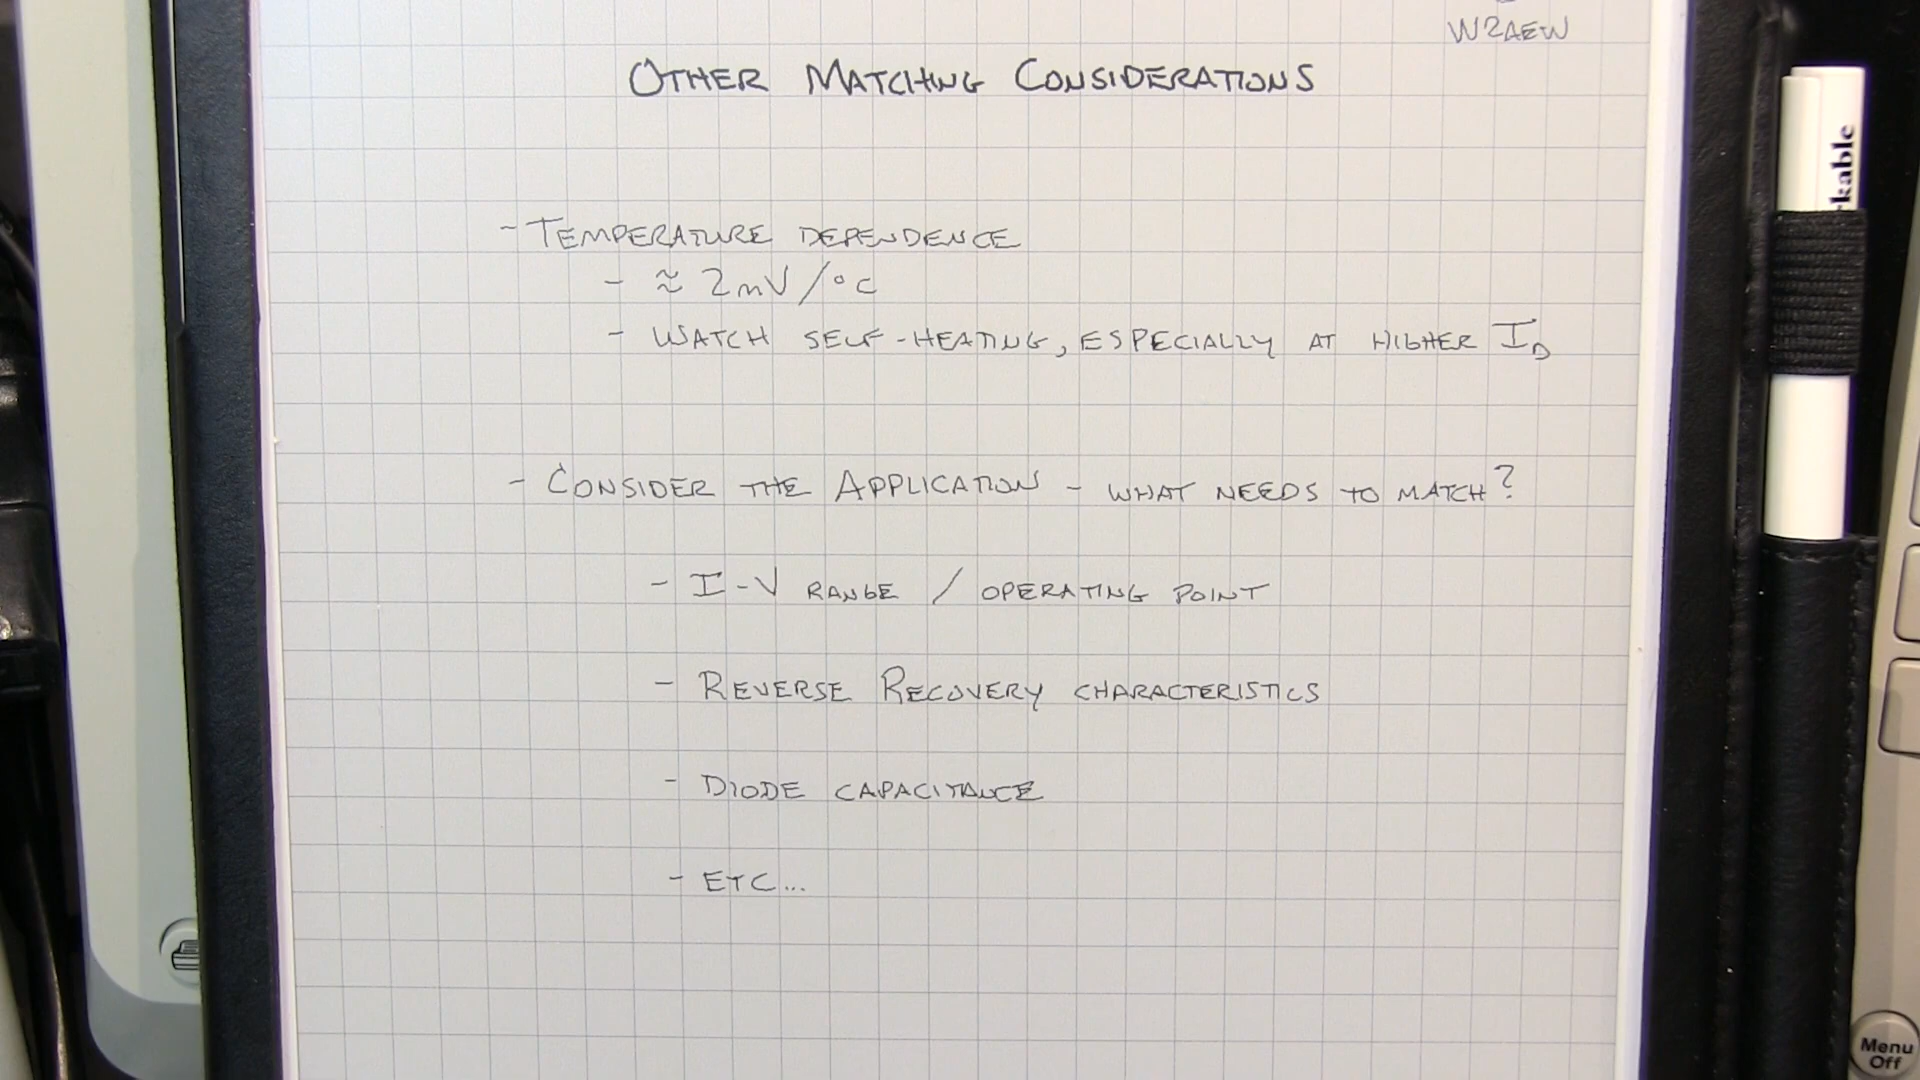 W2AEW
OTHER MATCHING CONSIDERATIONS
- TEMPERATURE DEPENDENCE
- ≈ 2mV/°C
- WATCH SELF-HEATING, ESPECIALLY AT HIGHER ID
- CONSIDER THE APPLICATION - WHAT NEEDS TO MATCH?
- I-V RANGE / OPERATING POINT
- REVERSE RECOVERY CHARACTERISTICS
- DIODE CAPACITANCE
- ETC...
kable
Menu
Off